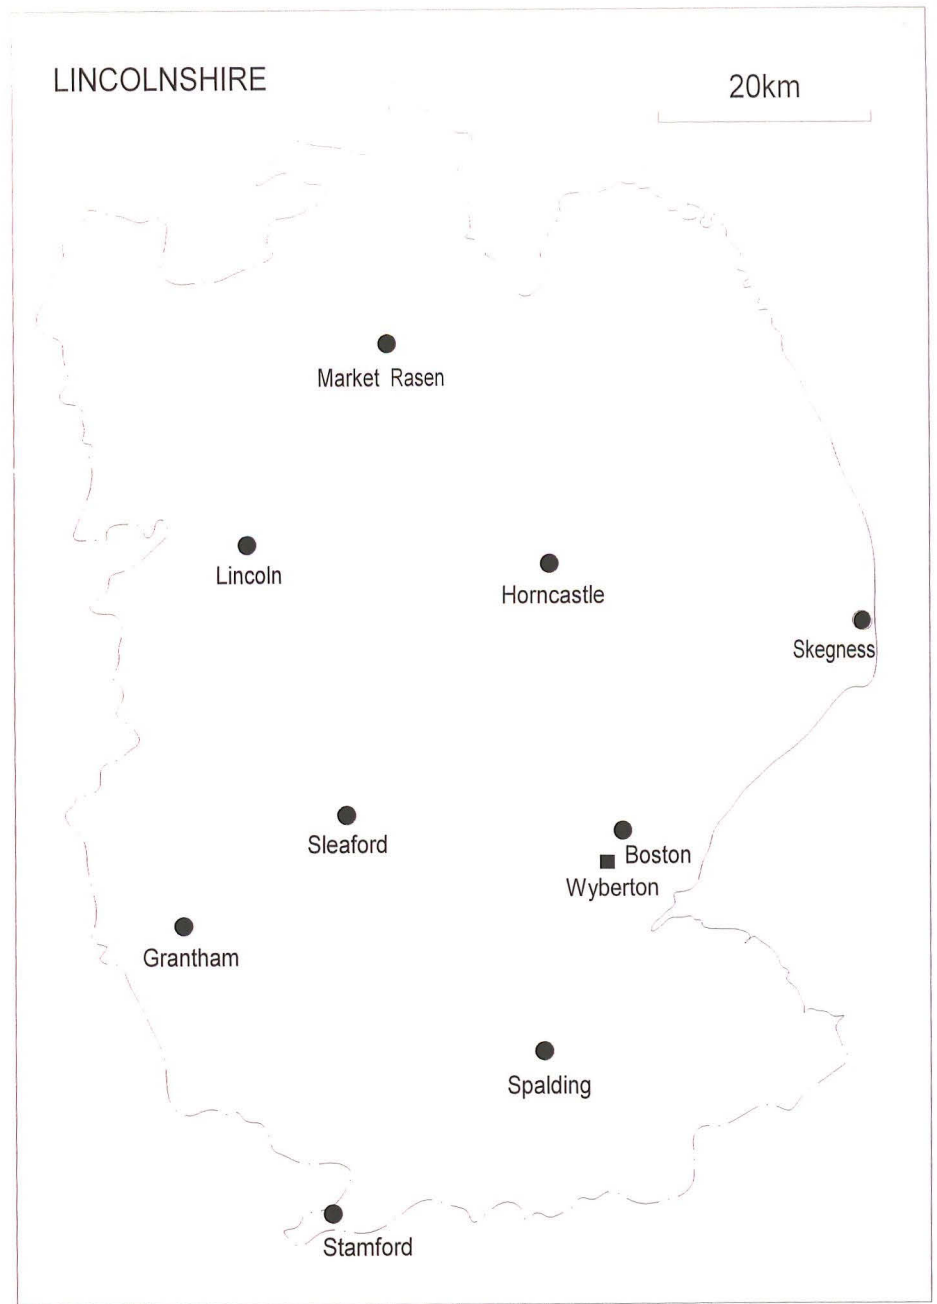 LINCOLNSHIRE
20km
Market Rasen
Lincoln
Horncastle
Skegness
Sleaford
Boston
Wyberton
Grantham
Spalding
Stamford